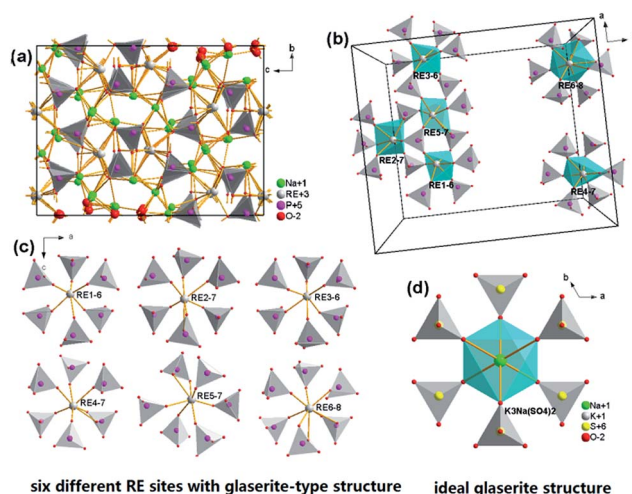 (a)
b
c
Na+1
RE+3
P+5
O-2
(b)
a
RE3-6
RE6-8
RE5-7
RE2-7
RE1-6
RE4-7
(c)
a
c
RE1-6
RE2-7
RE3-6
RE4-7
RE5-7
RE6-8
(d)
b
a
K3Na(SO4)2
Na+1
K+1
S+6
O-2
six different RE sites with glaserite-type structure
ideal glaserite structure